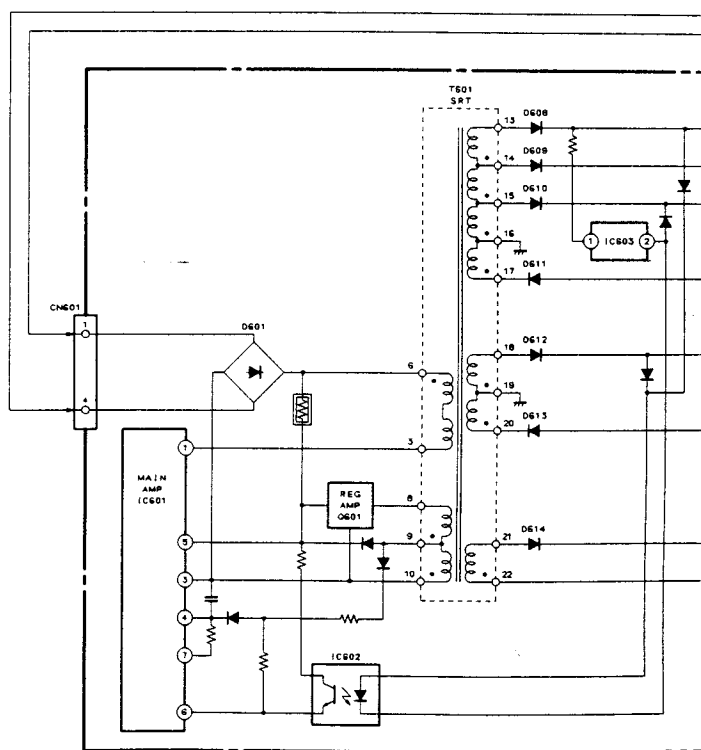 T601
SRT
13
D608
14
D609
15
D610
16
1
IC603
2
17
D611
CN601
1
D601
18
D612
6
19
4
20
D613
1
3
MAIN
AMP
IC601
REG
AMP
Q601
8
5
9
21
D614
3
10
22
4
7
IC602
6